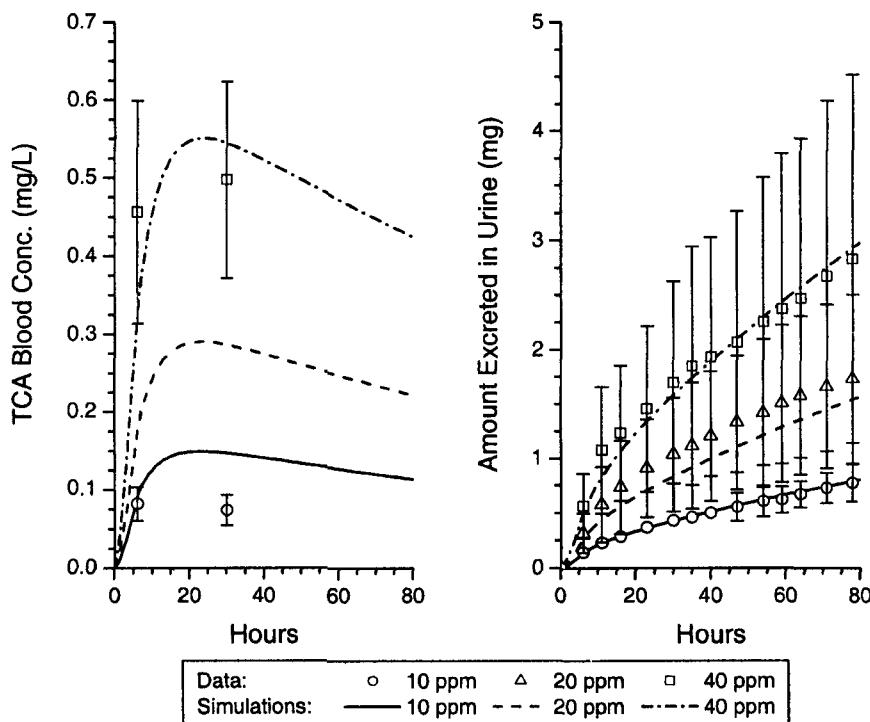 TCA Blood Conc. (mg/L)
0.7
0.6
0.5
0.4
0.3
0.2
0.1
0.0
0 20 40 60 80
Hours
Amount Excreted in Urine (mg)
5
4
3
2
1
0
0 20 40 60 80
Hours
Data: 10 ppm 20 ppm 40 ppm
Simulations: 10 ppm 20 ppm 40 ppm